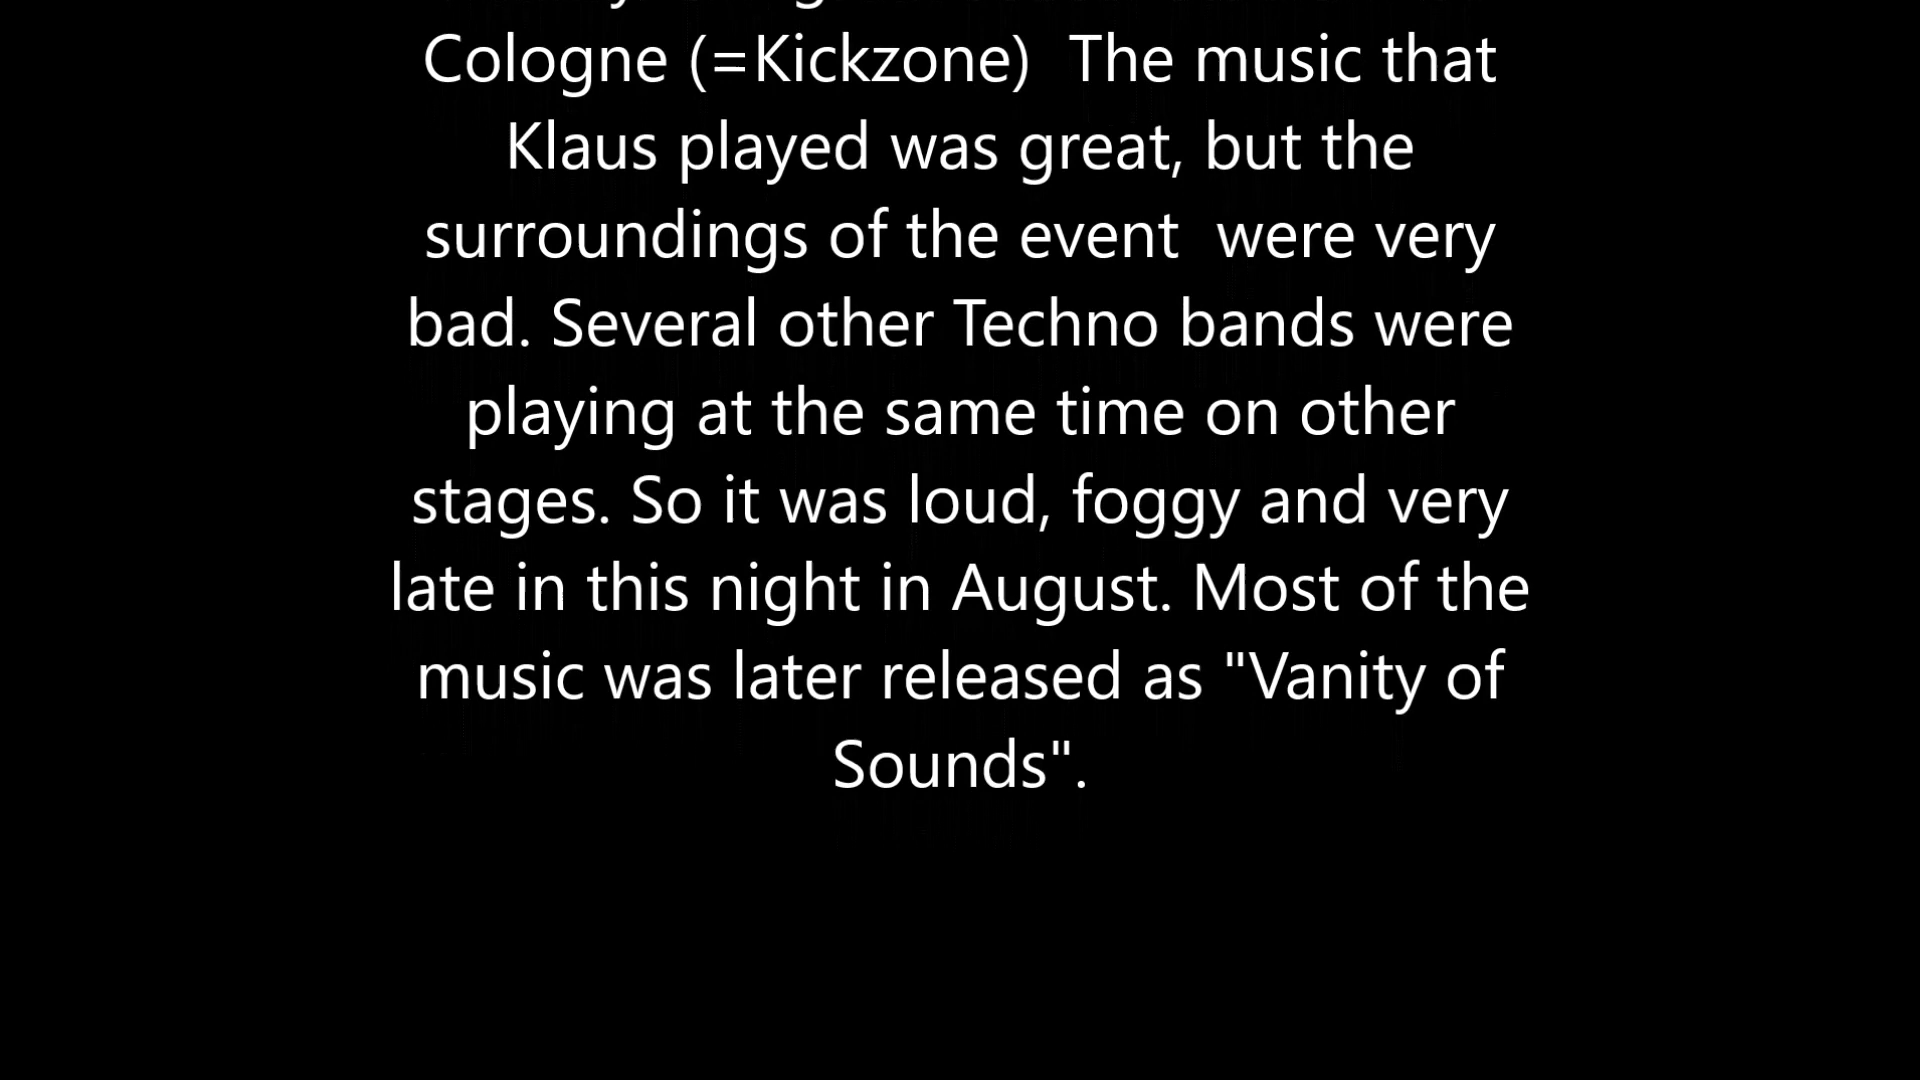 Cologne (=Kickzone)  The music that
Klaus played was great, but the
surroundings of the event  were very
bad. Several other Techno bands were
playing at the same time on other
stages. So it was loud, foggy and very
late in this night in August. Most of the
music was later released as "Vanity of
Sounds".